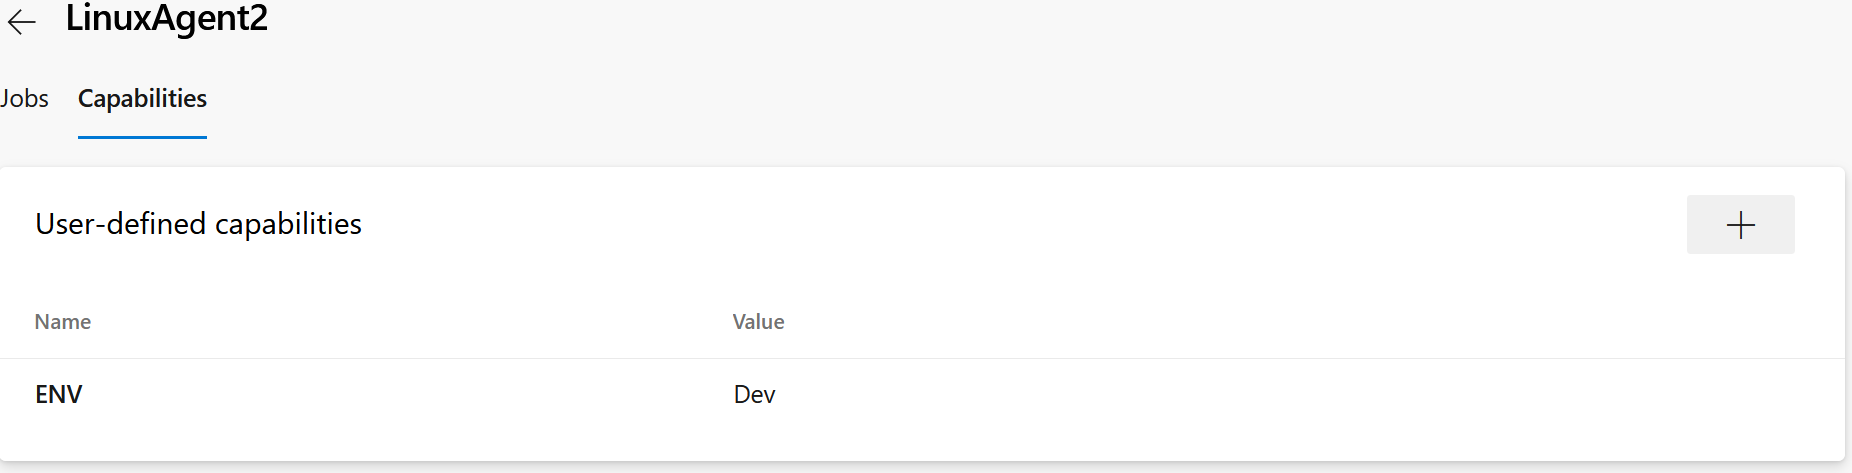 LinuxAgent2
Jobs Capabilities
User-defined capabilities
Name Value
ENV Dev